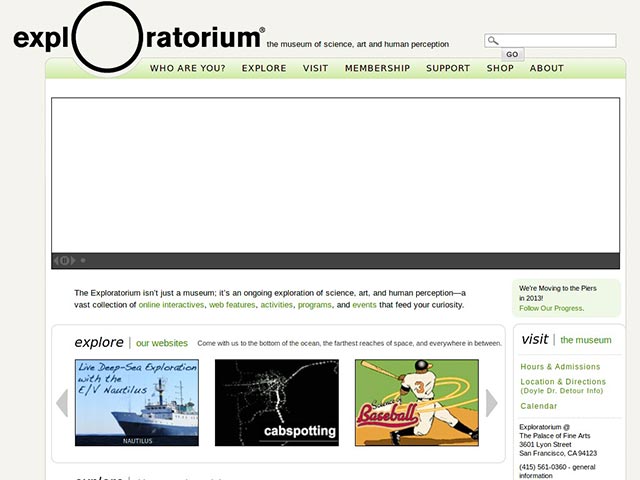 expl ratorium®
the museum of science, art and human perception
GO
WHO ARE YOU? EXPLORE VISIT MEMBERSHIP SUPPORT SHOP ABOUT
The Exploratorium isn't just a museum; it's an ongoing exploration of science, art, and human perception—a
vast collection of online interactives, web features, activities, programs, and events that feed your curiosity.
We're Moving to the Piers
in 2013!
Follow Our Progress.
explore | our websites
Come with us to the bottom of the ocean, the farthest reaches of space, and everywhere in between.
Live Deep-Sea Exploration
with the
E/V Nautilus
NAUTILUS
cabspotting
3
Science of
Baseball
visit | the museum
Hours & Admissions
Location & Directions
(Doyle Dr. Detour Info)
Calendar
Exploratorium @
The Palace of Fine Arts
3601 Lyon Street
San Francisco, CA 94123
(415) 561-0360 - general
information